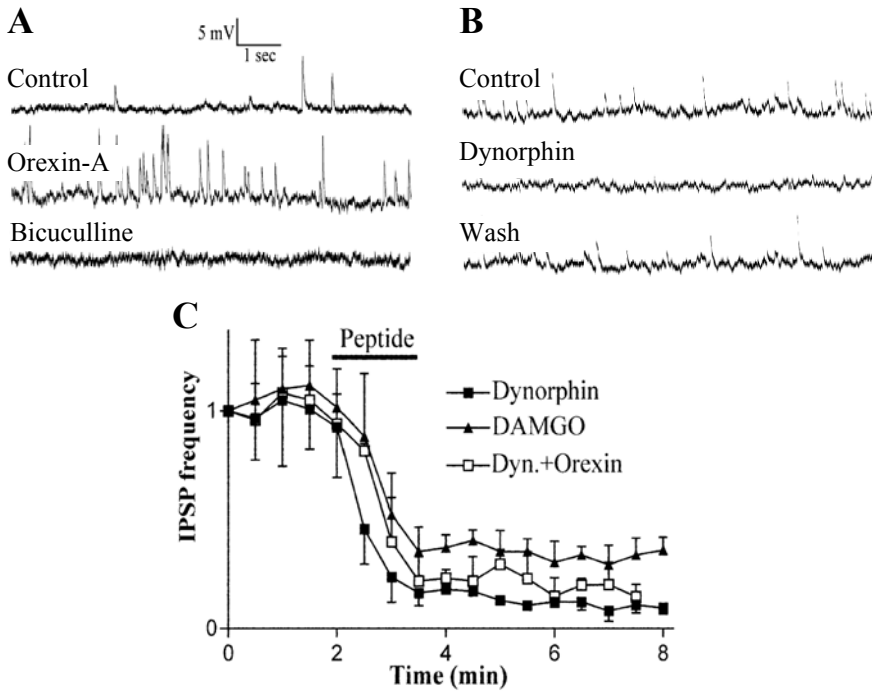 A
5 mV
1 sec
Control
Orexin-A
Bicuculline
B
Control
Dynorphin
Wash
C
Peptide
Dynorphin
DAMGO
Dyn.+Orexin
IPSP frequency
1
0
0 2 4 6 8
Time (min)